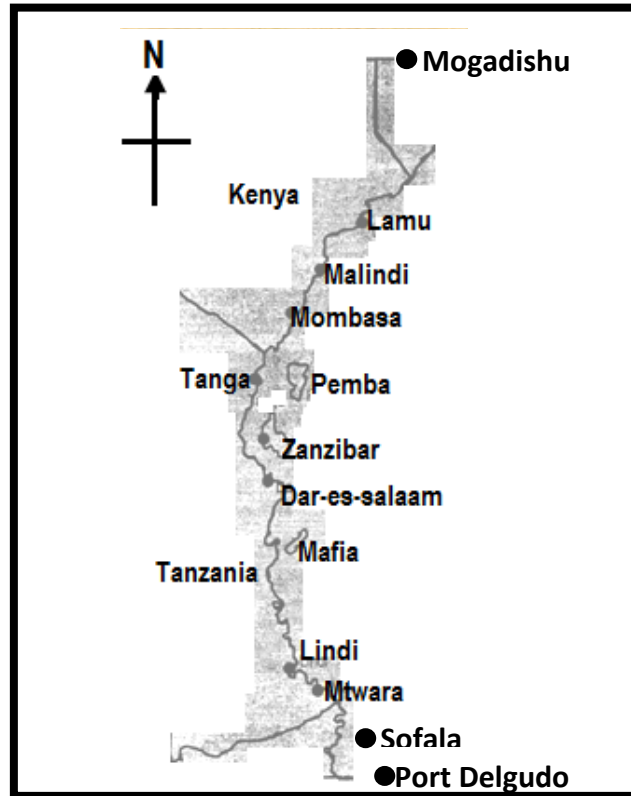 N
Mogadishu
Kenya
Lamu
Malindi
Mombasa
Tanga
Pemba
Zanzibar
Dar-es-salaam
Mafia
Tanzania
Lindi
Mtwara
Sofala
Port Delgudo